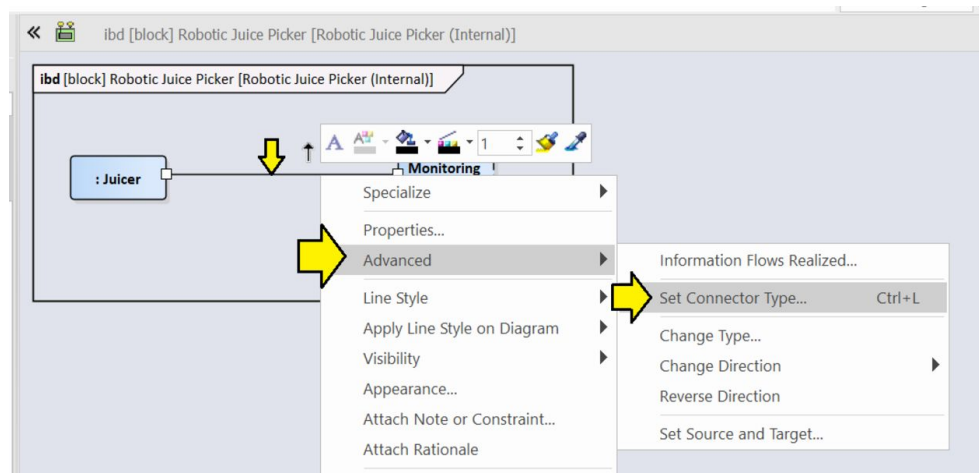 ibd [block] Robotic Juice Picker [Robotic Juice Picker (Internal)]
ibd [block] Robotic Juice Picker [Robotic Juice Picker (Internal)]
1
: Juicer
Monitoring
Specialize
Properties...
Advanced
Information Flows Realized...
Line Style
Set Connector Type... Ctrl+L
Apply Line Style on Diagram
Change Type...
Visibility
Change Direction
Appearance...
Reverse Direction
Attach Note or Constraint...
Set Source and Target...
Attach Rationale